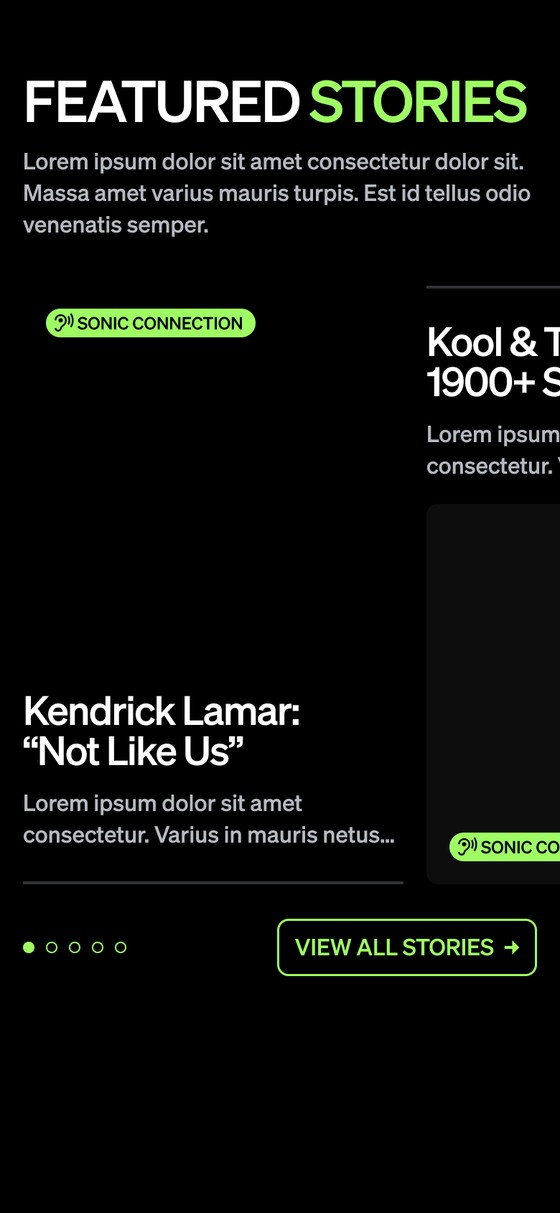 FEATURED STORIES
Lorem ipsum dolor sit amet consectetur dolor sit.
Massa amet varius mauris turpis. Est id tellus odio
venenatis semper.
SONIC CONNECTION
Kendrick Lamar:
“Not Like Us”
Lorem ipsum dolor sit amet
consectetur. Varius in mauris netus...
Kool & T
1900+ S
Lorem ipsum
consectetur.
SONIC CO
VIEW ALL STORIES